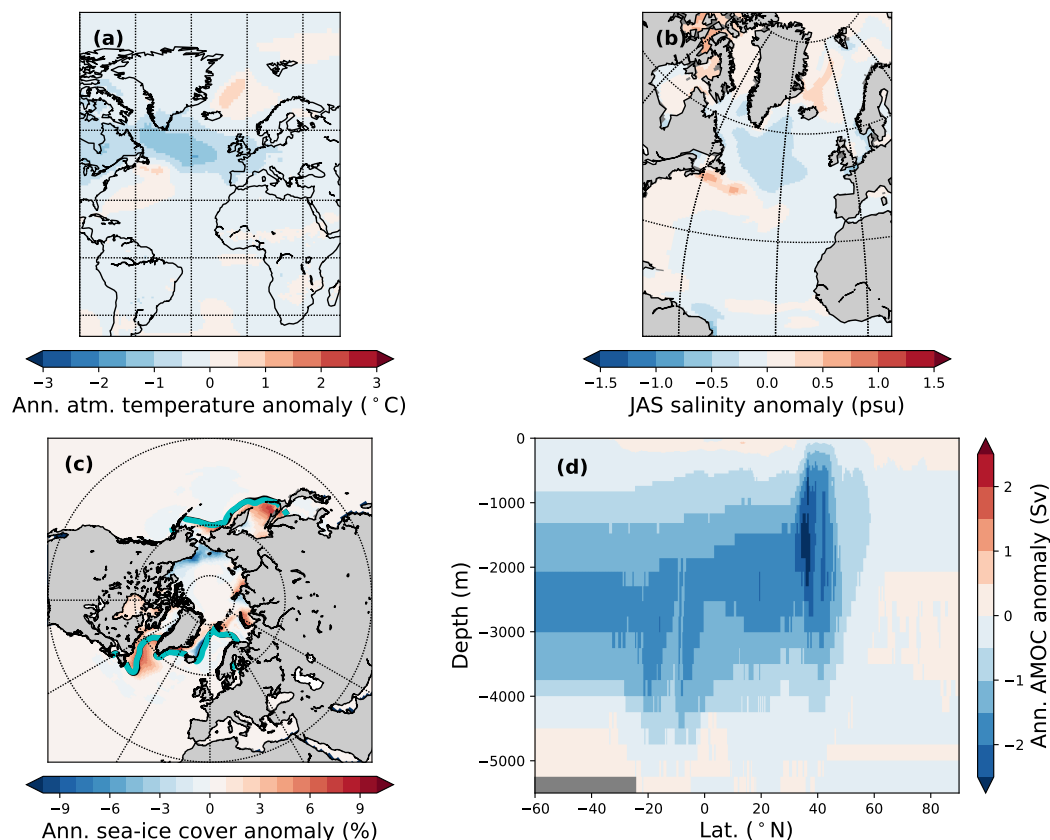 (a)
(b)
−3 −2 −1 0 1 2 3
Ann. atm. temperature anomaly (°C)
−1.5 −1.0 −0.5 0.0 0.5 1.0 1.5
JAS salinity anomaly (psu)
(c)
−9 −6 −3 0 3 6 9
Ann. sea-ice cover anomaly (%)
(d)
0
−1000
−2000
−3000
−4000
−5000
Depth (m)
−60 −40 −20 0 20 40 60 80
Lat. (°N)
2
1
0
−1
−2
Ann. AMOC anomaly (Sv)